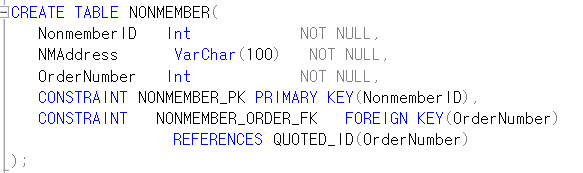 CREATE TABLE NONMEMBER(
NonmemberID Int NOT NULL,
NMAddress VarChar(100) NOT NULL,
OrderNumber Int NOT NULL,
CONSTRAINT NONMEMBER_PK PRIMARY KEY(NonmemberID),
CONSTRAINT NONMEMBER_ORDER_FK FOREIGN KEY(OrderNumber)
REFERENCES QUOTED_ID(OrderNumber)
);